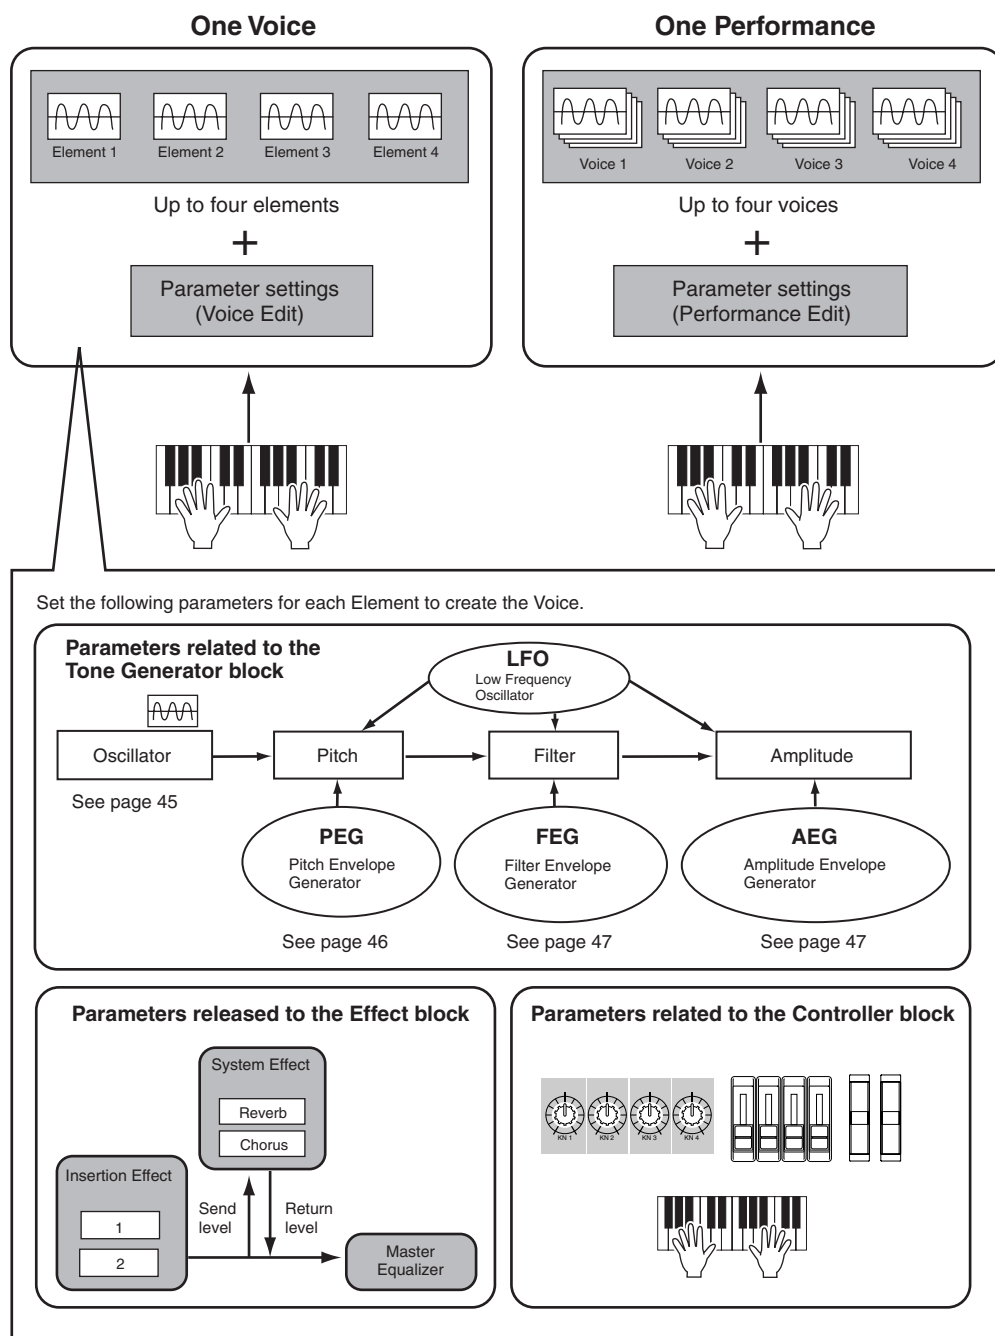 One Voice
One Performance
Element 1
Element 2
Element 3
Element 4
Voice 1
Voice 2
Voice 3
Voice 4
Up to four elements
Up to four voices
+
+
Parameter settings
(Voice Edit)
Parameter settings
(Performance Edit)
Set the following parameters for each Element to create the Voice.
Parameters related to the
Tone Generator block
LFO
Low Frequency
Oscillator
Oscillator
Pitch
Filter
Amplitude
See page 45
PEG
Pitch Envelope
Generator
FEG
Filter Envelope
Generator
AEG
Amplitude Envelope
Generator
See page 46
See page 47
See page 47
Parameters released to the Effect block
System Effect
Reverb
Chorus
Insertion Effect
1
2
Send
level
Return
level
Master
Equalizer
Parameters related to the Controller block
KN 1
KN 2
KN 3
KN 4